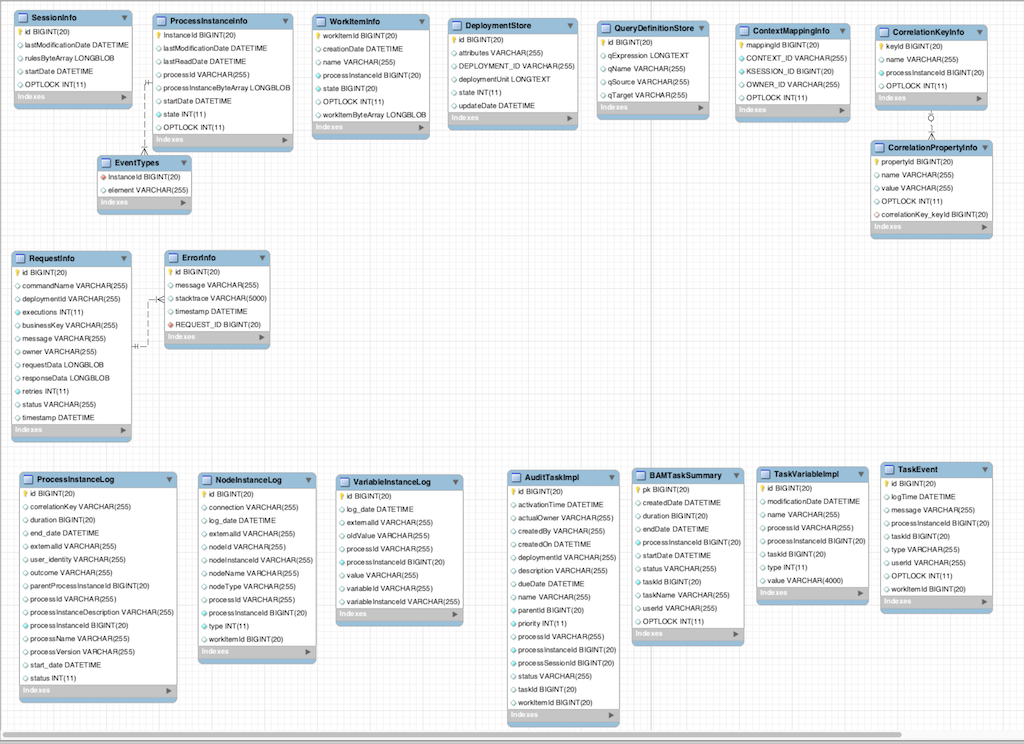 SessionInfo
id BIGINT(20)
lastModificationDate DATETIME
rulesByteArray LONGBLOB
startDate DATETIME
OPTLOCK INT(11)
Indexes
ProcessInstanceInfo
InstanceId BIGINT(20)
lastModificationDate DATETIME
lastReadDate DATETIME
processId VARCHAR(255)
processInstanceByteArray LONGBLOB
startDate DATETIME
state INT(11)
OPTLOCK INT(11)
Indexes
WorkItemInfo
workItemId BIGINT(20)
creationDate DATETIME
name VARCHAR(255)
processInstanceId BIGINT(20)
state BIGINT(20)
OPTLOCK INT(11)
workItemByteArray LONGBLOB
Indexes
DeploymentStore
id BIGINT(20)
attributes VARCHAR(255)
DEPLOYMENT_ID VARCHAR(255)
deploymentUnit LONGTEXT
state INT(11)
updateDate DATETIME
Indexes
QueryDefinitionStore
id BIGINT(20)
qExpression LONGTEXT
qName VARCHAR(255)
qSource VARCHAR(255)
qTarget VARCHAR(255)
Indexes
ContextMappingInfo
mappingId BIGINT(20)
CONTEXT_ID VARCHAR(255)
KSESSION_ID BIGINT(20)
OWNER_ID VARCHAR(255)
OPTLOCK INT(11)
Indexes
CorrelationKeyInfo
keyId BIGINT(20)
name VARCHAR(255)
processInstanceId BIGINT(20)
OPTLOCK INT(11)
Indexes
EventTypes
InstanceId BIGINT(20)
element VARCHAR(255)
Indexes
CorrelationPropertyInfo
propertyId BIGINT(20)
name VARCHAR(255)
value VARCHAR(255)
OPTLOCK INT(11)
correlationKey_keyId BIGINT(20)
Indexes
RequestInfo
id BIGINT(20)
commandName VARCHAR(255)
deploymentId VARCHAR(255)
executions INT(11)
businessKey VARCHAR(255)
message VARCHAR(255)
owner VARCHAR(255)
requestData LONGBLOB
responseData LONGBLOB
retries INT(11)
status VARCHAR(255)
timestamp DATETIME
Indexes
ErrorInfo
id BIGINT(20)
message VARCHAR(255)
stacktrace VARCHAR(5000)
timestamp DATETIME
REQUEST_ID BIGINT(20)
Indexes
ProcessInstanceLog
id BIGINT(20)
correlationKey VARCHAR(255)
duration BIGINT(20)
end_date DATETIME
externalId VARCHAR(255)
user_identity VARCHAR(255)
outcome VARCHAR(255)
parentProcessInstanceId BIGINT(20)
processId VARCHAR(255)
processInstanceDescription VARCHAR(255)
processInstanceId BIGINT(20)
processName VARCHAR(255)
processVersion VARCHAR(255)
start_date DATETIME
status INT(11)
Indexes
NodeInstanceLog
id BIGINT(20)
connection VARCHAR(255)
log_date DATETIME
externalId VARCHAR(255)
nodeId VARCHAR(255)
nodeInstanceId VARCHAR(255)
nodeName VARCHAR(255)
nodeType VARCHAR(255)
processId VARCHAR(255)
processInstanceId BIGINT(20)
type INT(11)
workItemId BIGINT(20)
Indexes
VariableInstanceLog
id BIGINT(20)
log_date DATETIME
externalId VARCHAR(255)
oldValue VARCHAR(255)
processId VARCHAR(255)
processInstanceId BIGINT(20)
value VARCHAR(255)
variableId VARCHAR(255)
variableInstanceId VARCHAR(255)
Indexes
AuditTaskImpl
id BIGINT(20)
activationTime DATETIME
actualOwner VARCHAR(255)
createdBy VARCHAR(255)
createdOn DATETIME
deploymentId VARCHAR(255)
description VARCHAR(255)
dueDate DATETIME
name VARCHAR(255)
parentId BIGINT(20)
priority INT(11)
processId VARCHAR(255)
processInstanceId BIGINT(20)
processSessionId BIGINT(20)
status VARCHAR(255)
taskId BIGINT(20)
workItemId BIGINT(20)
Indexes
BAMTaskSummary
pk BIGINT(20)
createdDate DATETIME
duration BIGINT(20)
endDate DATETIME
processInstanceId BIGINT(20)
startDate DATETIME
status VARCHAR(255)
taskId BIGINT(20)
taskName VARCHAR(255)
userId VARCHAR(255)
OPTLOCK INT(11)
Indexes
TaskVariableImpl
id BIGINT(20)
modificationDate DATETIME
name VARCHAR(255)
processId VARCHAR(255)
processInstanceId BIGINT(20)
taskId BIGINT(20)
type INT(11)
value VARCHAR(4000)
Indexes
TaskEvent
id BIGINT(20)
logTime DATETIME
message VARCHAR(255)
processInstanceId BIGINT(20)
taskId BIGINT(20)
type VARCHAR(255)
userId VARCHAR(255)
OPTLOCK INT(11)
workItemId BIGINT(20)
Indexes